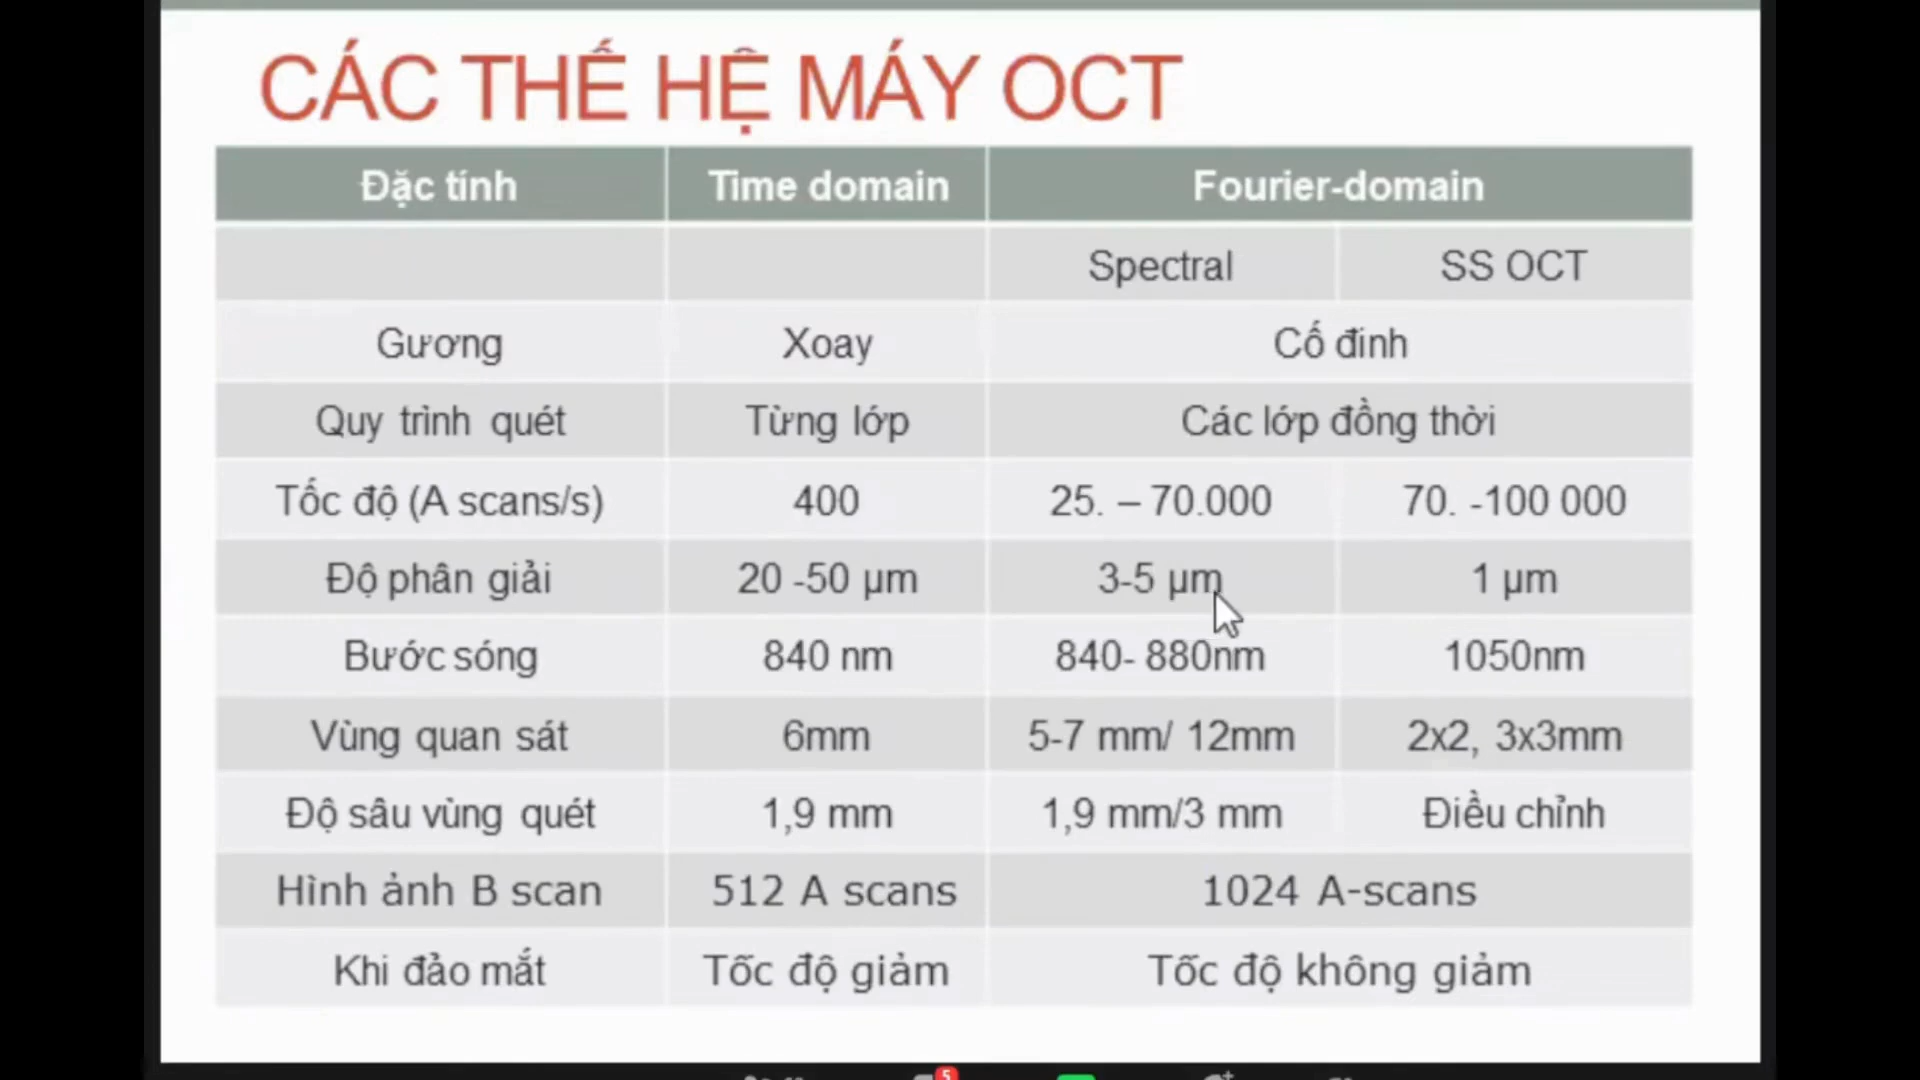 CÁC THẾ HỆ MÁY OCT
Đặc tính Time domain Fourier-domain
Spectral SS OCT
Gương Xoay Cố đinh
Quy trình quét Từng lớp Các lớp đồng thời
Tốc độ (A scans/s) 400 25. – 70.000 70. -100 000
Độ phân giải 20 -50 µm 3-5 µm 1 µm
Bước sóng 840 nm 840- 880nm 1050nm
Vùng quan sát 6mm 5-7 mm/ 12mm 2x2, 3x3mm
Độ sâu vùng quét 1,9 mm 1,9 mm/3 mm Điều chỉnh
Hình ảnh B scan 512 A scans 1024 A-scans
Khi đảo mắt Tốc độ giảm Tốc độ không giảm
5